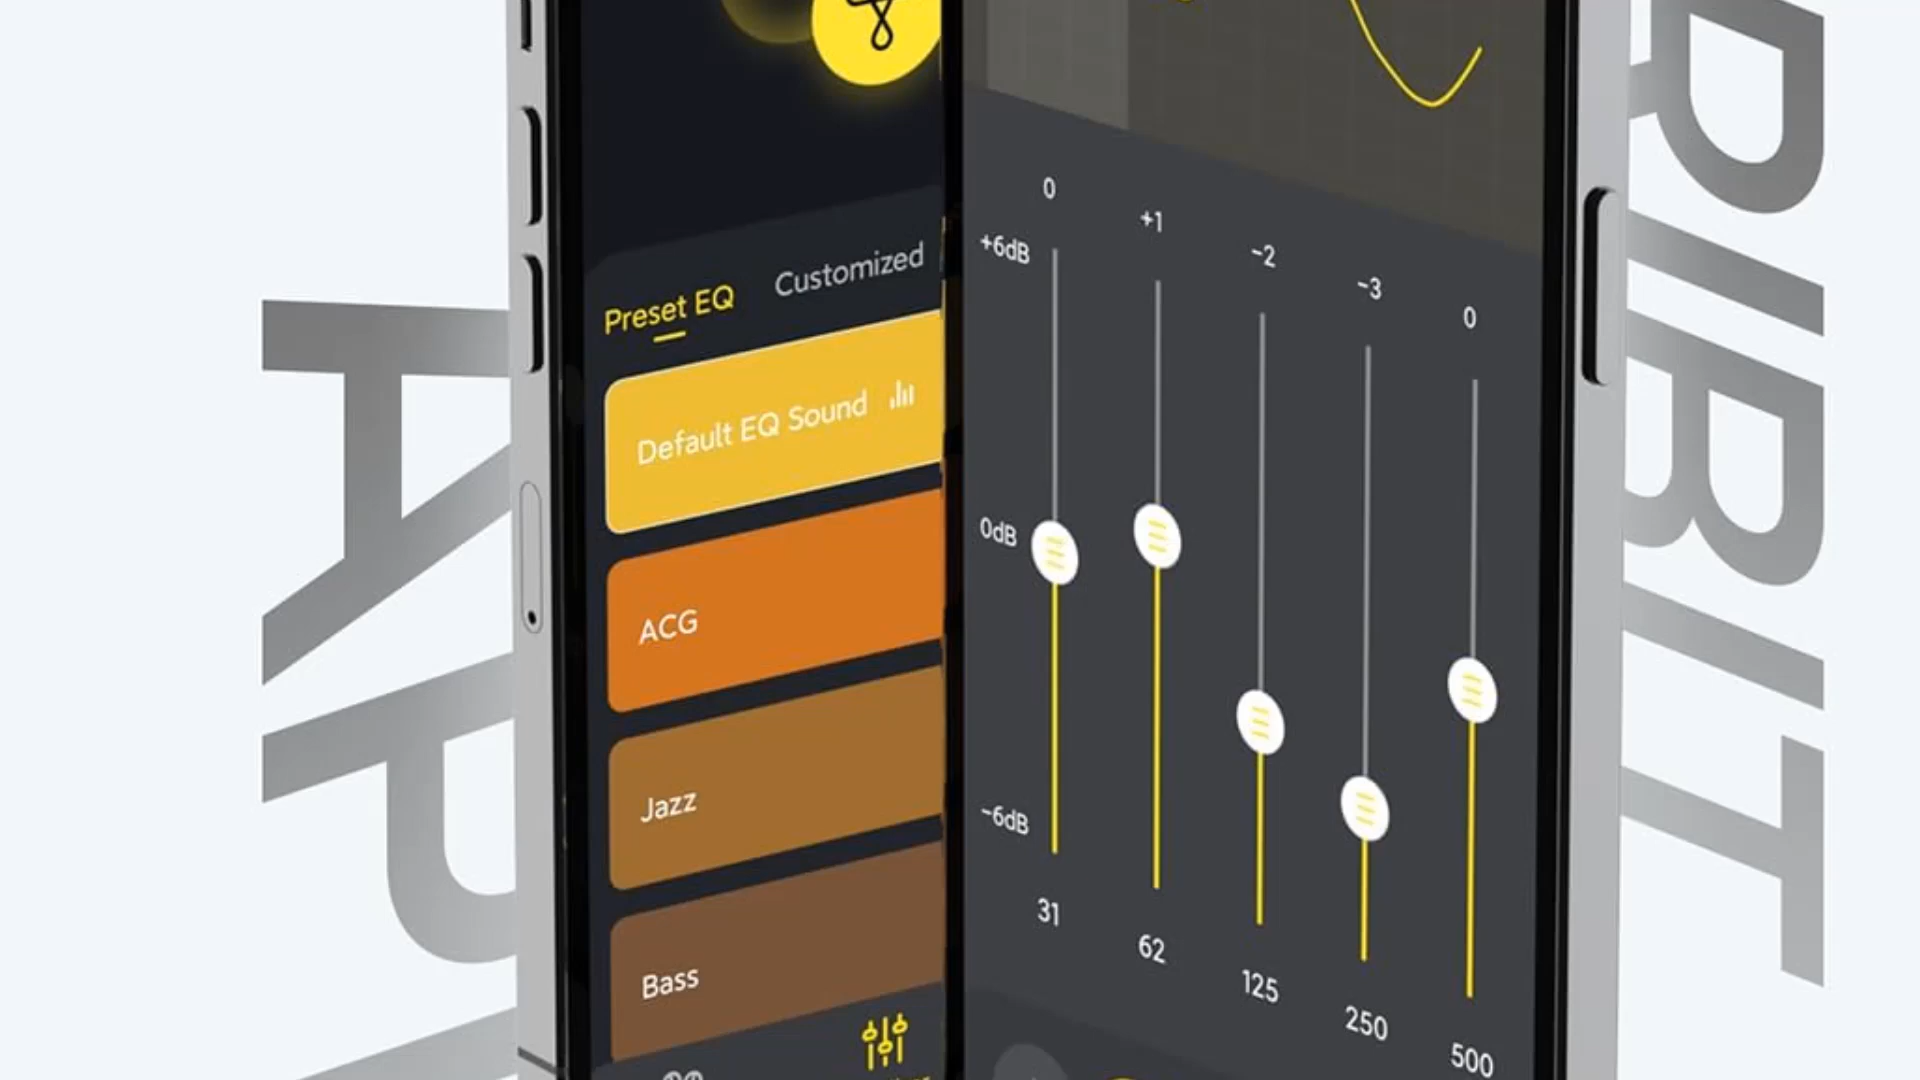 Preset EQ
Customized
Default EQ Sound
ACG
Jazz
Bass
0
+1
-2
-3
0
+6dB
0dB
-6dB
31
62
125
250
500
RIBIT